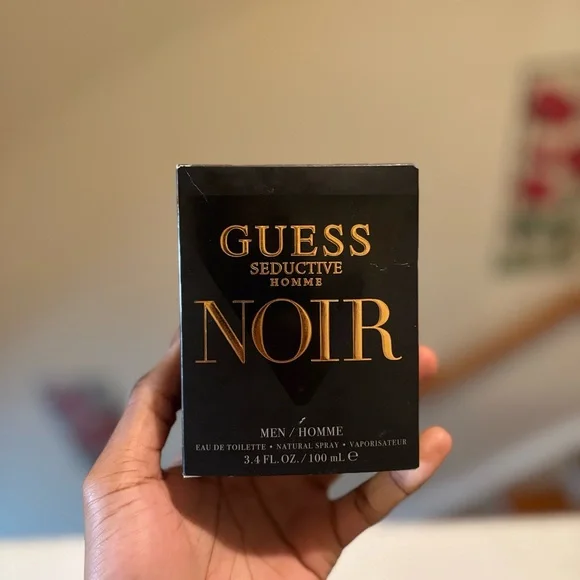 GUESS
SEDUCTIVE
HOMME
NOIR
MEN / HOMME
EAU DE TOILETTE • NATURAL SPRAY • VAPORISATEUR
3.4 FL. OZ. / 100 mL ℮